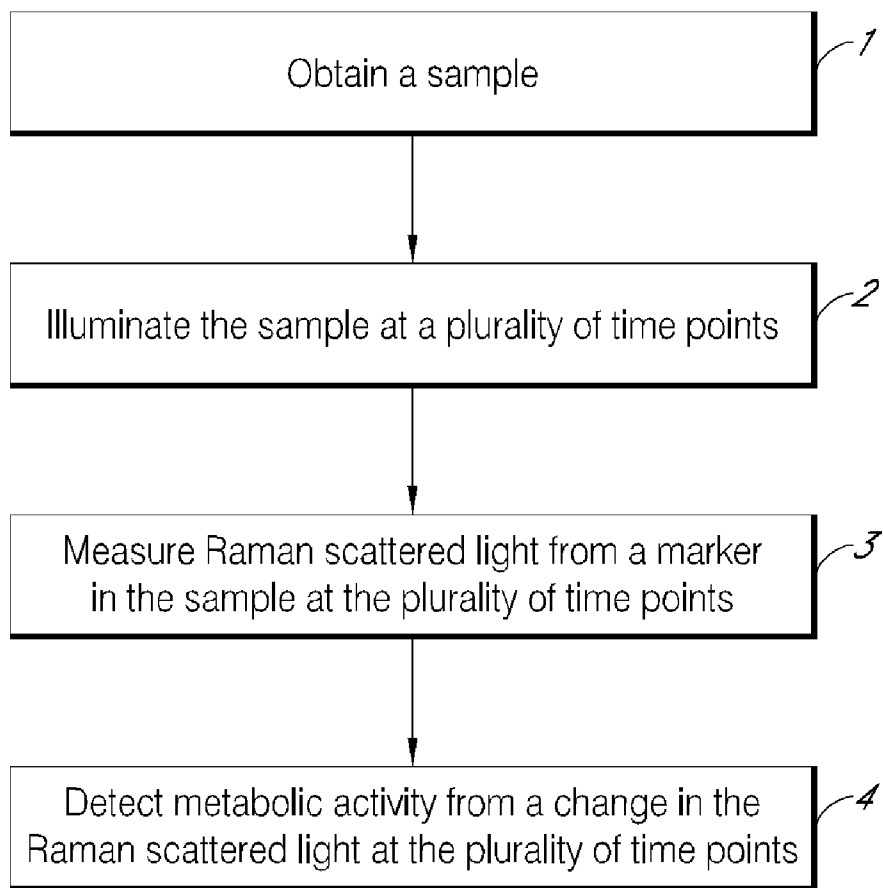 Obtain a sample
1
Illuminate the sample at a plurality of time points
2
Measure Raman scattered light from a marker
in the sample at the plurality of time points
3
Detect metabolic activity from a change in the
Raman scattered light at the plurality of time points
4